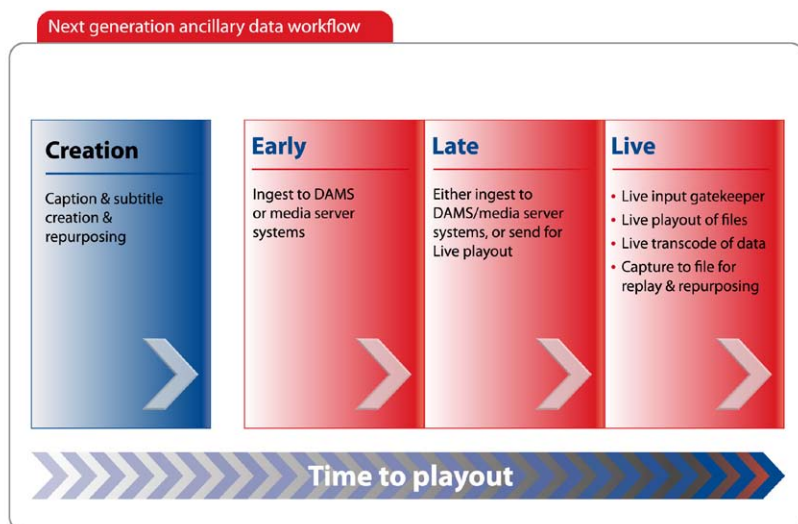 Next generation ancillary data workflow
Creation
Caption & subtitle
creation &
repurposing
Early
Ingest to DAMS
or media server
systems
Late
Either ingest to
DAMS/media server
systems, or send for
Live playout
Live
• Live input gatekeeper
• Live playout of files
• Live transcode of data
• Capture to file for
replay & repurposing
Time to playout